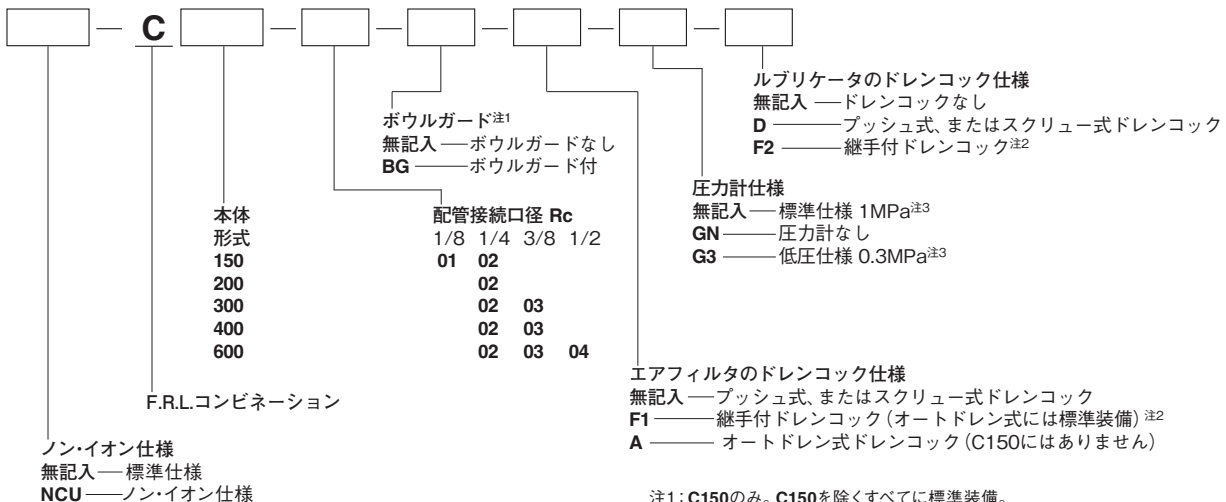 C
ルブリケータのドレンコック仕様
無記入 ドレンコックなし
D プッシュ式、またはスクリュー式ドレンコック
F2 継手付ドレンコック注2
ボウルガード注1
無記入 ボウルガードなし
BG ボウルガード付
圧力計仕様
無記入 標準仕様 1MPa注3
GN 圧力計なし
G3 低圧仕様 0.3MPa注3
本体
形式
150
200
300
400
600
配管接続口径 Rc
1/8 1/4 3/8 1/2
01 02
02
02 03
02 03
02 03 04
エアフィルタのドレンコック仕様
無記入 プッシュ式、またはスクリュー式ドレンコック
F1 継手付ドレンコック（オートドレン式には標準装備）注2
A オートドレン式ドレンコック（C150にはありません）
F.R.L.コンビネーション
ノン・イオン仕様
無記入 標準仕様
NCU ノン・イオン仕様
注1：C150のみ。C150を除くすべてに標準装備。